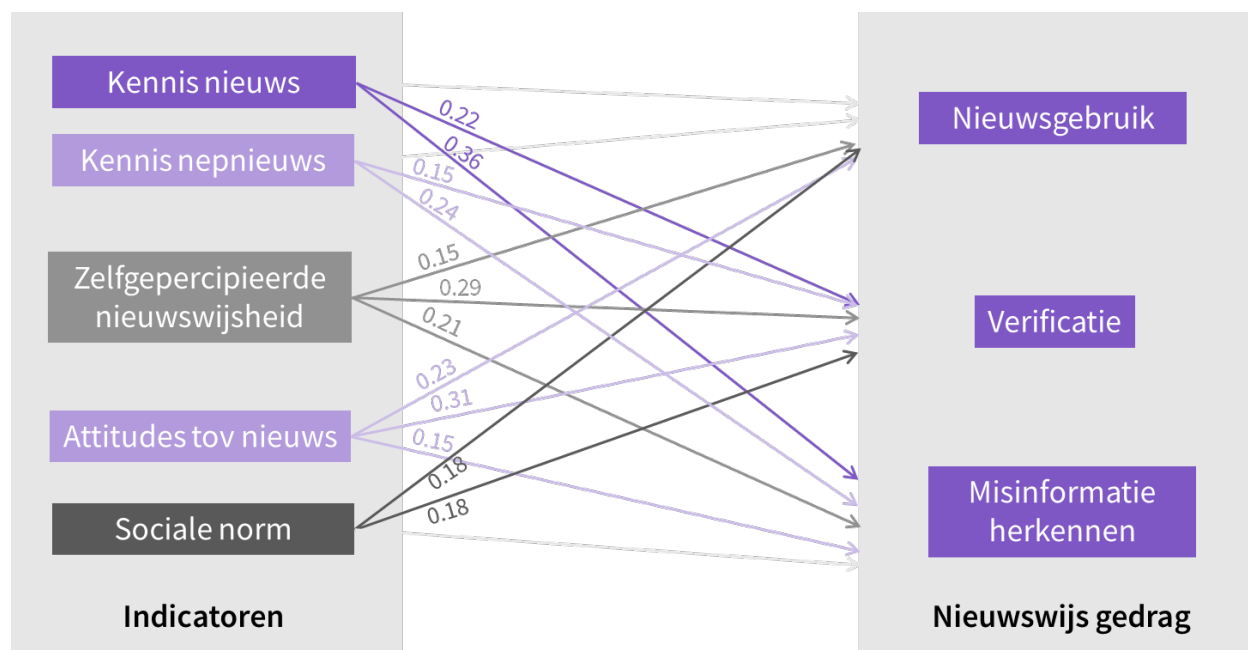 Kennis nieuws
Kennis nepnieuws
Zelfgepercipieerde
nieuwswijsheid
Attitudes tov nieuws
Sociale norm
Indicatoren
0.22
0.36
0.15
0.24
0.15
0.29
0.21
0.23
0.31
0.15
0.18
0.18
Nieuwsgebruik
Verificatie
Misinformatie
herkennen
Nieuwswijs gedrag